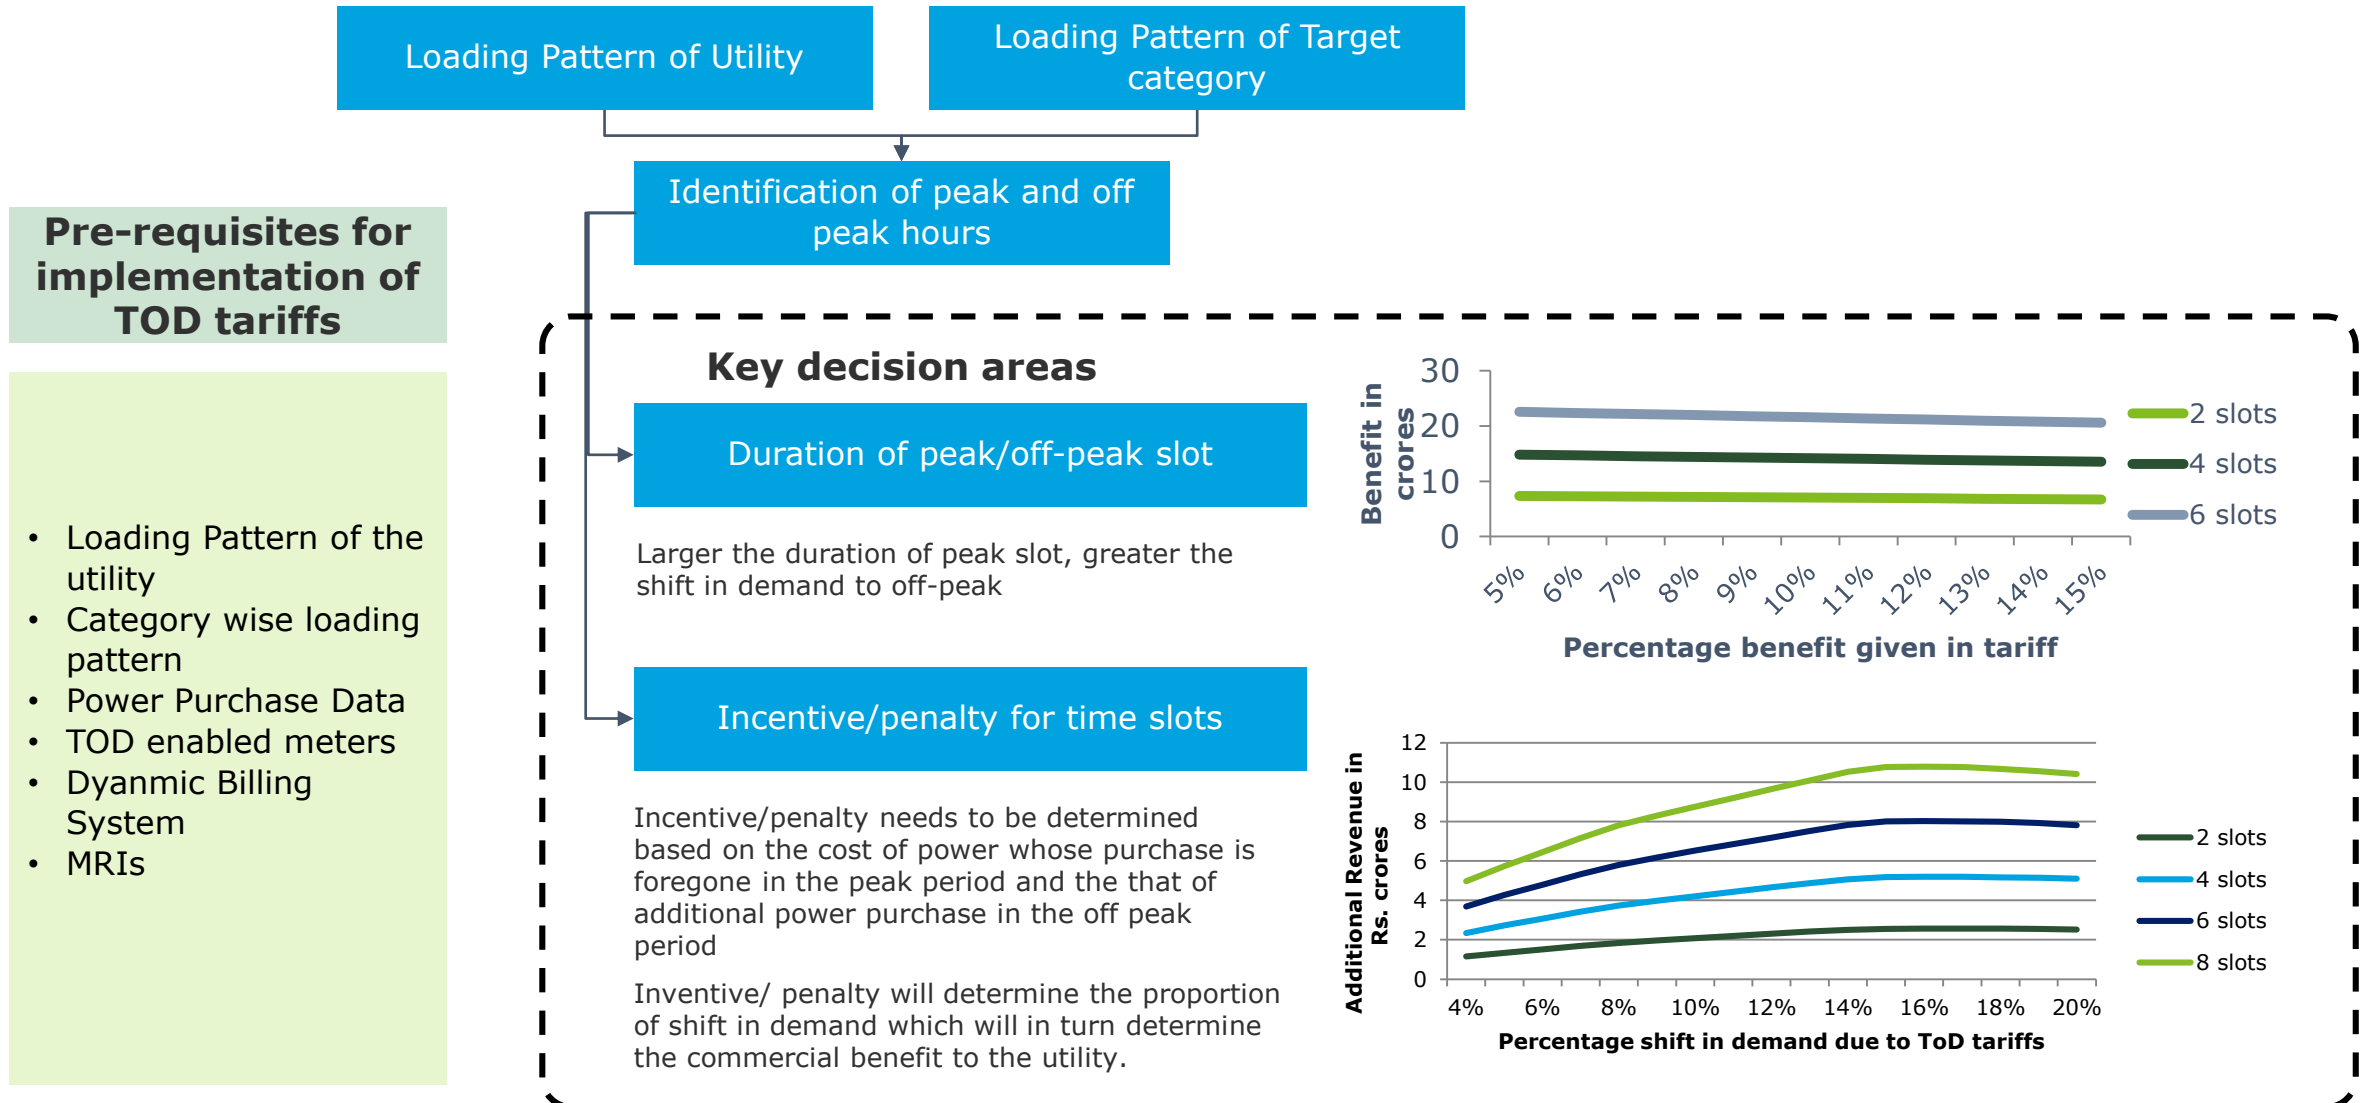 Loading Pattern of Utility
Loading Pattern of Target
category
Identification of peak and off
peak hours
Pre-requisites for
implementation of
TOD tariffs
• Loading Pattern of the
utility
• Category wise loading
pattern
• Power Purchase Data
• TOD enabled meters
• Dyanmic Billing
System
• MRIs
Key decision areas
Duration of peak/off-peak slot
Larger the duration of peak slot, greater the
shift in demand to off-peak
Incentive/penalty for time slots
Incentive/penalty needs to be determined
based on the cost of power whose purchase is
foregone in the peak period and the that of
additional power purchase in the off peak
period
Inventive/ penalty will determine the proportion
of shift in demand which will in turn determine
the commercial benefit to the utility.
Benefit in
crores
30
20
10
0
5% 6% 7% 8% 9% 10% 11% 12% 13% 14% 15%
Percentage benefit given in tariff
2 slots
4 slots
6 slots
Additional Revenue in
Rs. crores
12
10
8
6
4
2
0
4% 6% 8% 10% 12% 14% 16% 18% 20%
Percentage shift in demand due to ToD tariffs
2 slots
4 slots
6 slots
8 slots